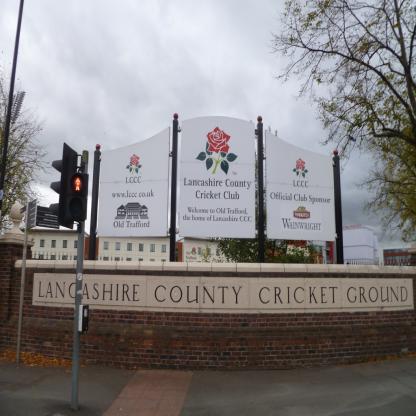 LCCC
www.lccc.co.uk
Old Trafford
Lancashire County
Cricket Club
Welcome to Old Trafford,
the home of Lancashire CCC
LCCC
Official Club Sponsor
WAINWRIGHT
LANCASHIRE COUNTY CRICKET GROUND